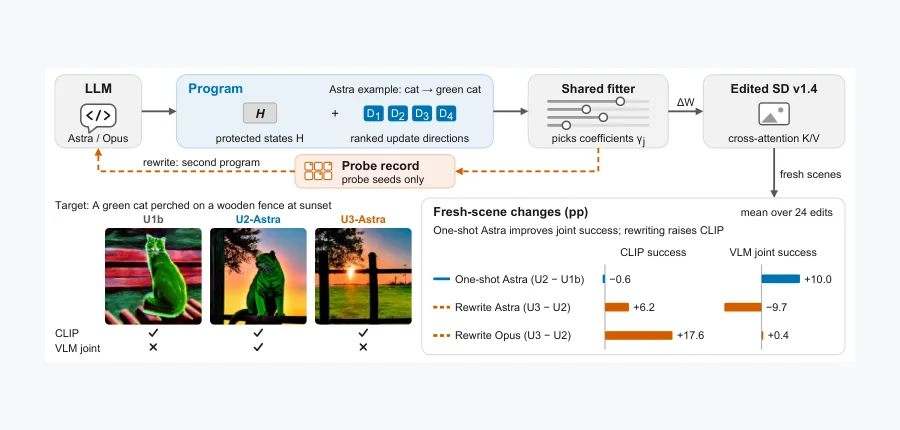 LLM
Astra / Opus
Program
Astra example: cat → green cat
H
+
D1 D2 D3 D4
protected states H
ranked update directions
Shared fitter
picks coefficients γj
ΔW
Edited SD v1.4
cross-attention K/V
rewrite: second program
Probe record
probe seeds only
fresh scenes
Target: A green cat perched on a wooden fence at sunset
U1b U2-Astra U3-Astra
CLIP ✓ ✓ ✓
VLM joint ✗ ✓ ✗
Fresh-scene changes (pp)
mean over 24 edits
One-shot Astra improves joint success; rewriting raises CLIP
CLIP success VLM joint success
One-shot Astra (U2 − U1b) −0.6 +10.0
Rewrite Astra (U3 − U2) +6.2 −9.7
Rewrite Opus (U3 − U2) +17.6 +0.4